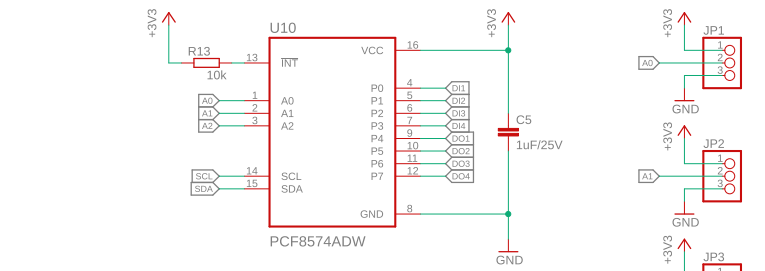 +3V3
R13
10k
U10
13
INT
1
A0
A0
2
A1
A1
3
A2
A2
14
SCL
SCL
15
SDA
SDA
VCC
16
P0
4
DI1
P1
5
DI2
P2
6
DI3
P3
7
DI4
P4
9
DO1
P5
10
DO2
P6
11
DO3
P7
12
DO4
GND
8
PCF8574ADW
+3V3
C5
1uF/25V
GND
+3V3
JP1
1
2
3
A0
GND
+3V3
JP2
1
2
3
A1
GND
+3V3
JP3